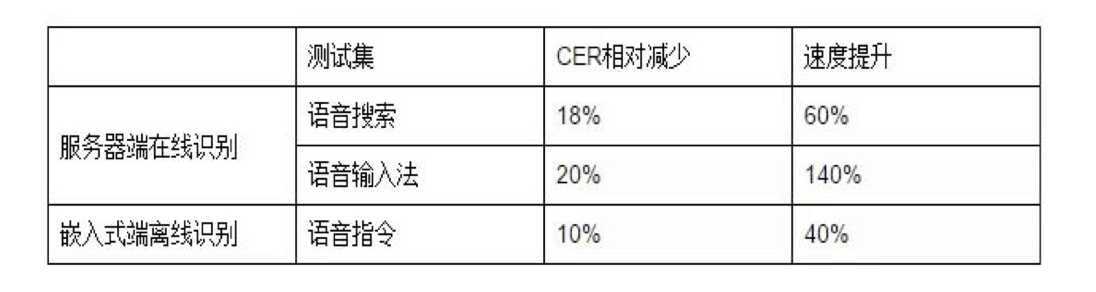 测试集 CER相对减少 速度提升
服务器端在线识别
语音搜索 18% 60%
语音输入法 20% 140%
嵌入式端离线识别 语音指令 10% 40%